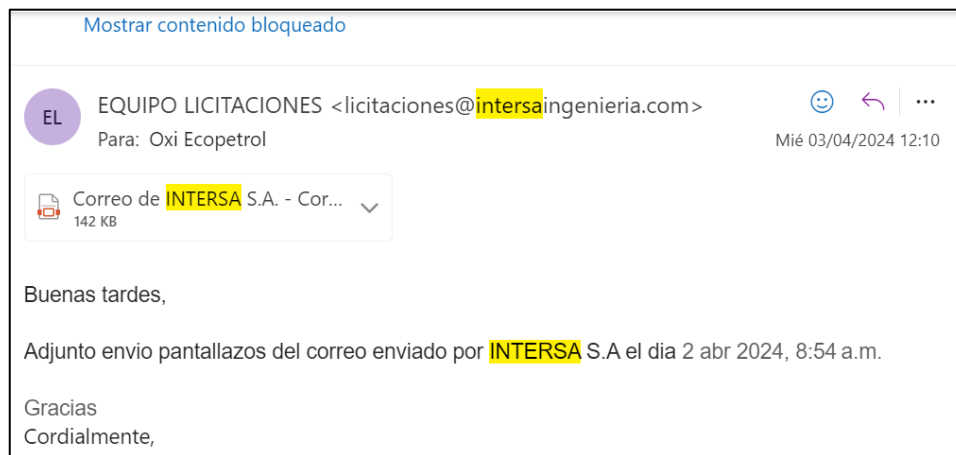 Mostrar contenido bloqueado
EL
EQUIPO LICITACIONES <licitaciones@intersaingenieria.com>
Para: Oxi Ecopetrol
Mié 03/04/2024 12:10
Correo de INTERSA S.A. - Cor...
142 KB
Buenas tardes,
Adjunto envio pantallazos del correo enviado por INTERSA S.A el dia 2 abr 2024, 8:54 a.m.
Gracias
Cordialmente,